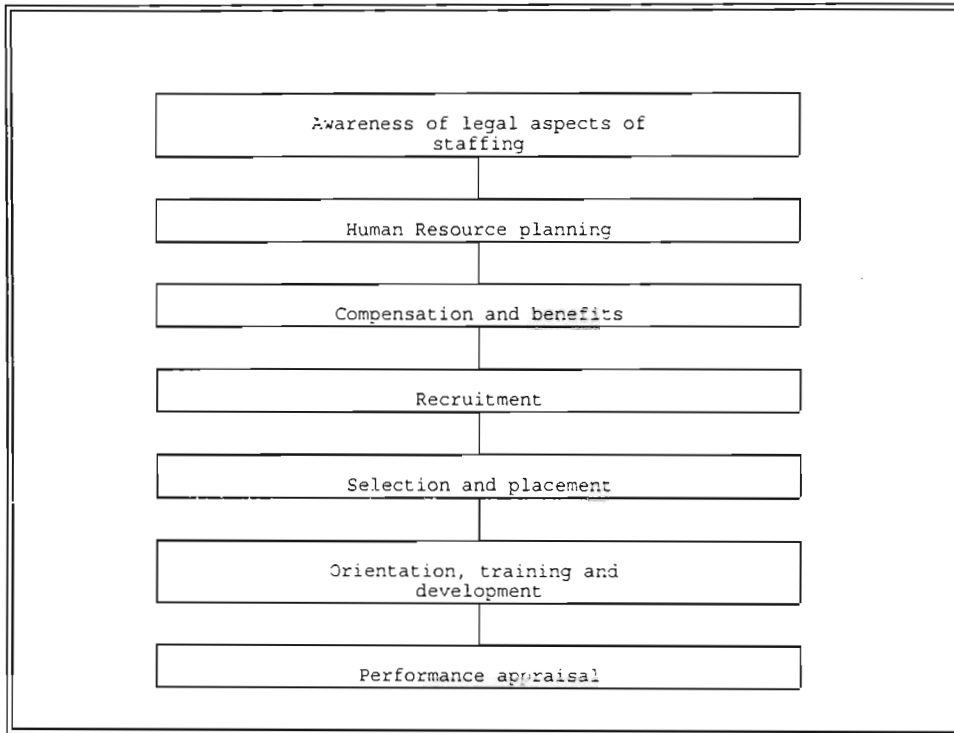 Awareness of legal aspects of
staffing
Human Resource planning
Compensation and benefits
Recruitment
Selection and placement
Orientation, training and
development
Performance appraisal